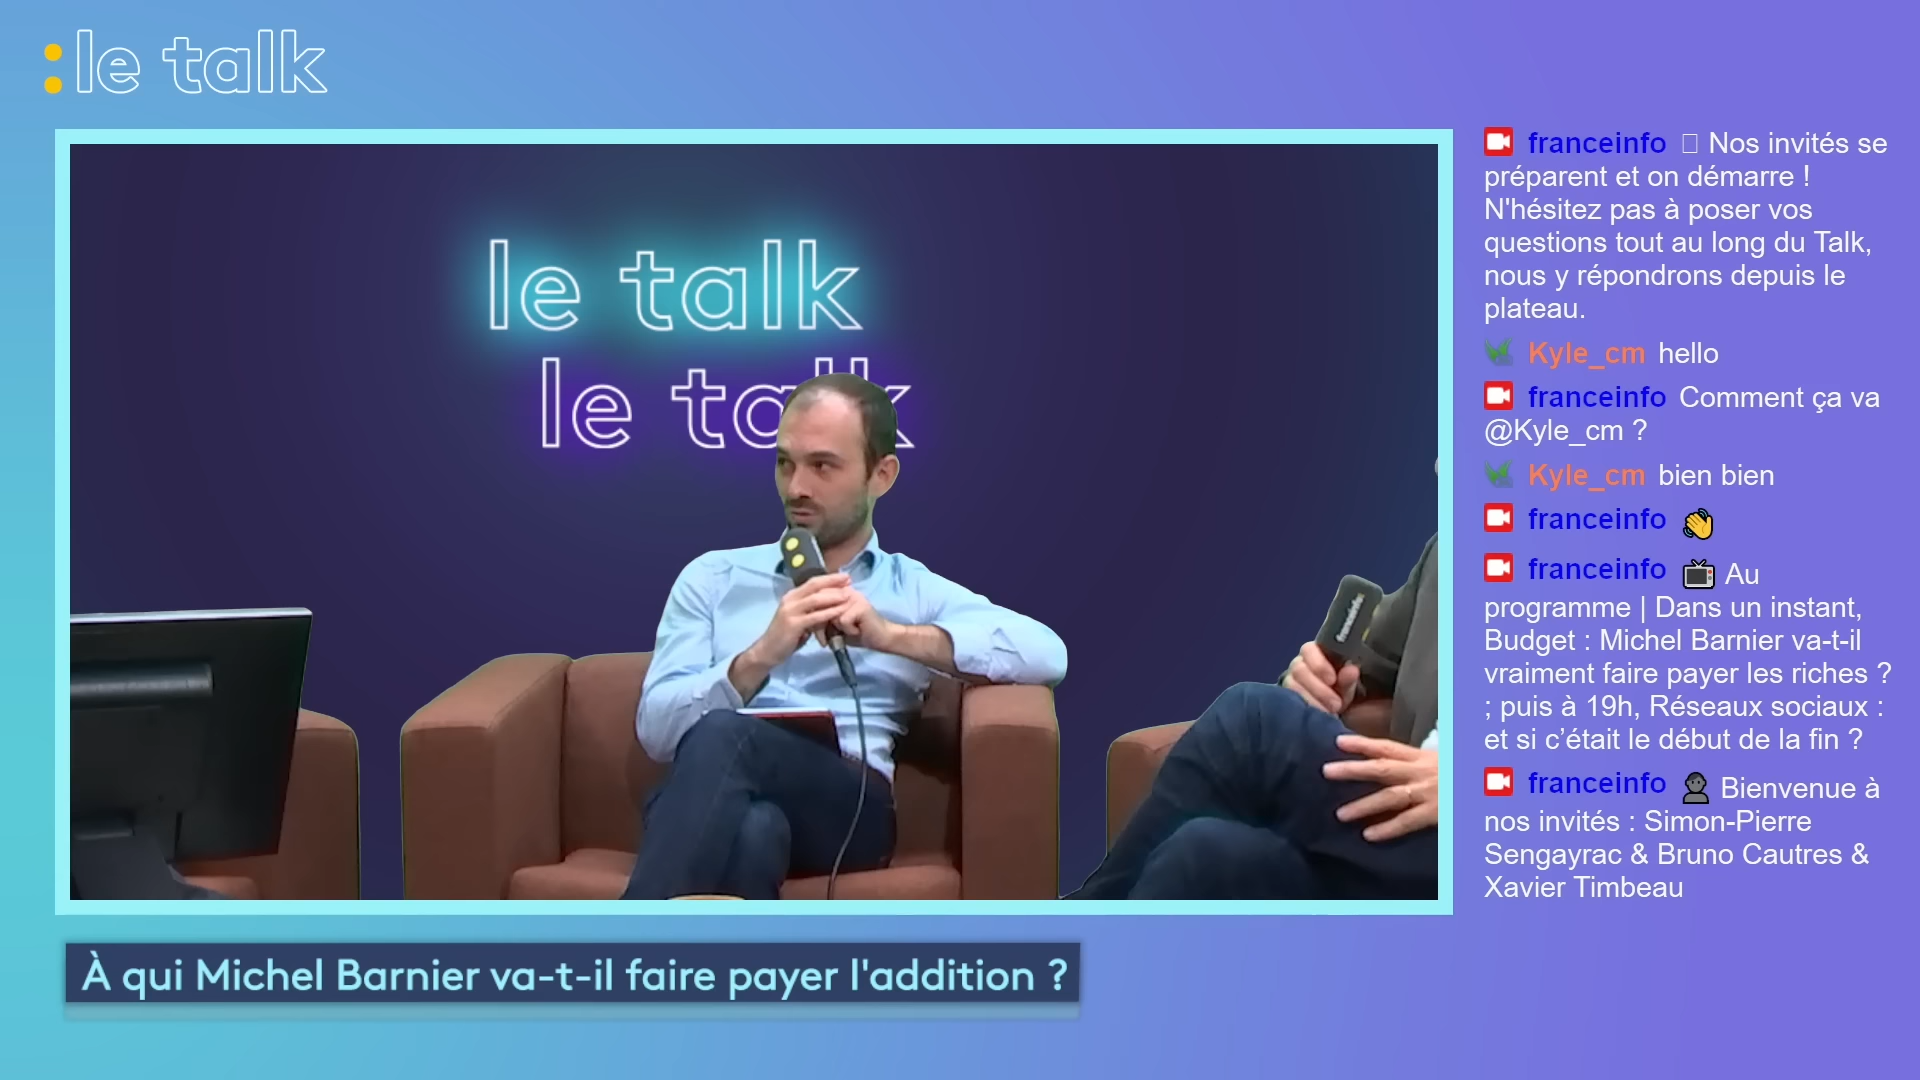 :le talk
le talk
le talk
franceinfo
À qui Michel Barnier va-t-il faire payer l'addition ?
franceinfo Nos invités se
préparent et on démarre !
N'hésitez pas à poser vos
questions tout au long du Talk,
nous y répondrons depuis le
plateau.
Kyle_cm hello
franceinfo Comment ça va
@Kyle_cm ?
Kyle_cm bien bien
franceinfo 👏
franceinfo 📺 Au
programme | Dans un instant,
Budget : Michel Barnier va-t-il
vraiment faire payer les riches ?
; puis à 19h, Réseaux sociaux :
et si c’était le début de la fin ?
franceinfo 👤 Bienvenue à
nos invités : Simon-Pierre
Sengayrac & Bruno Cautres &
Xavier Timbeau